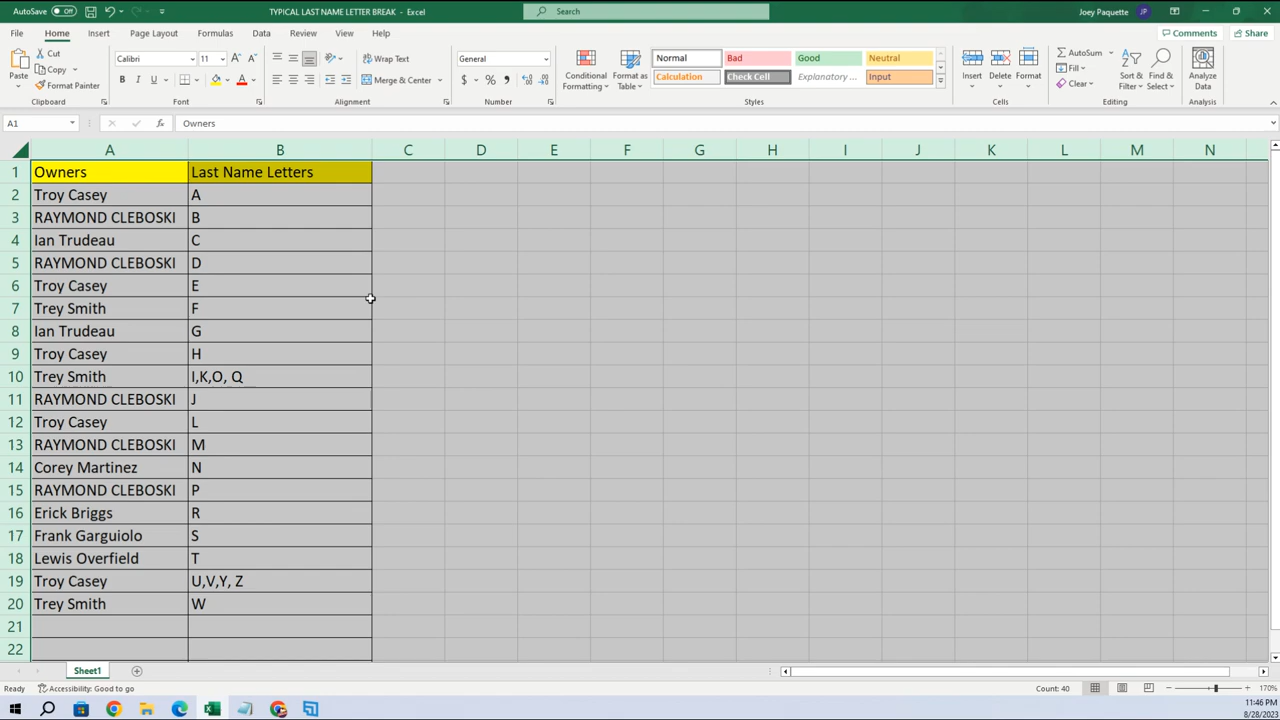 AutoSave Off TYPICAL LAST NAME LETTER BREAK - Excel Search Joey Paquette JP
File Home Insert Page Layout Formulas Data Review View Help Comments Share
Paste Cut Copy Format Painter Clipboard
Calibri 11 B I U Font
Wrap Text Merge & Center Alignment
General $ % Number
Conditional Formatting Format as Table
Normal Bad Good Neutral
Calculation Check Cell Explanatory ... Input
Styles
Insert Delete Format Cells
AutoSum Fill Clear Sort & Filter Find & Select Editing
Analyze Data Analysis
A1 fx Owners
A B C D E F G H I J K L M N
1 Owners Last Name Letters
2 Troy Casey A
3 RAYMOND CLEBOSKI B
4 Ian Trudeau C
5 RAYMOND CLEBOSKI D
6 Troy Casey E
7 Trey Smith F
8 Ian Trudeau G
9 Troy Casey H
10 Trey Smith I,K,O, Q
11 RAYMOND CLEBOSKI J
12 Troy Casey L
13 RAYMOND CLEBOSKI M
14 Corey Martinez N
15 RAYMOND CLEBOSKI P
16 Erick Briggs R
17 Frank Garguiolo S
18 Lewis Overfield T
19 Troy Casey U,V,Y, Z
20 Trey Smith W
21
22
Sheet1
Ready Accessibility: Good to go Count: 40 170%
11:46 PM
8/28/2023